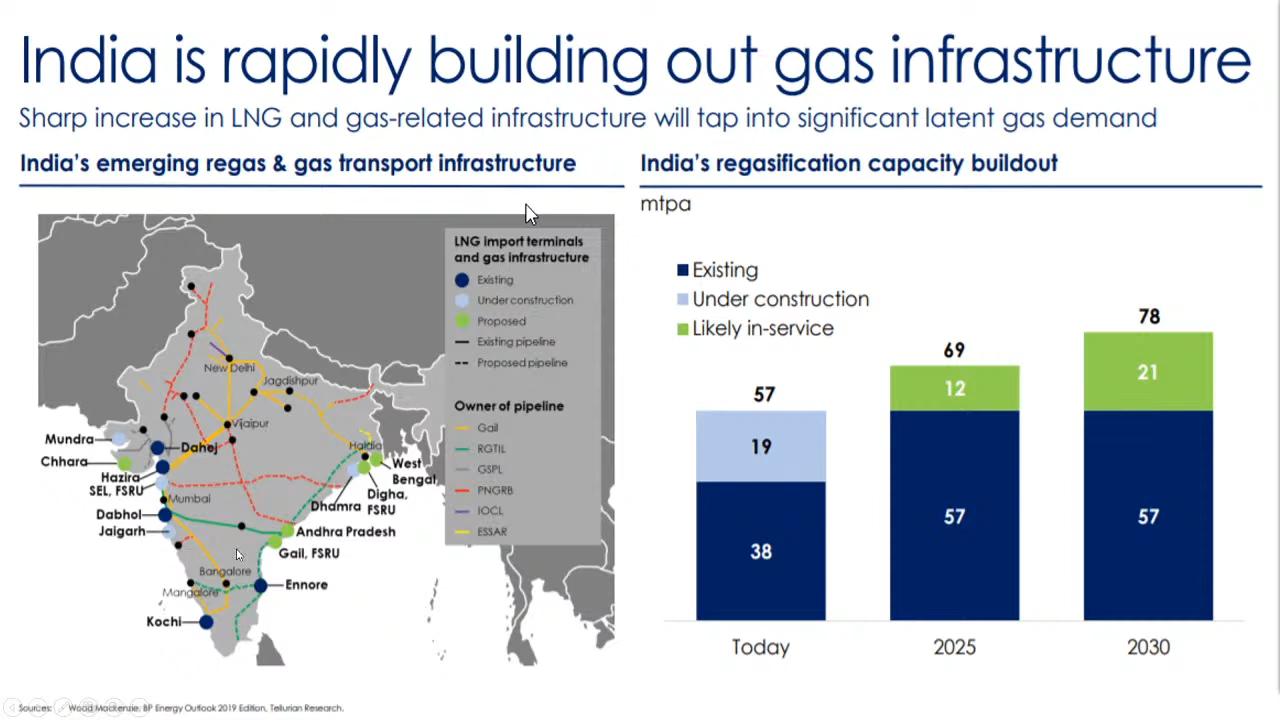 India is rapidly building out gas infrastructure
Sharp increase in LNG and gas-related infrastructure will tap into significant latent gas demand
India's emerging regas & gas transport infrastructure
LNG import terminals
and gas infrastructure
Existing
Under construction
Proposed
Existing pipeline
Proposed pipeline
Owner of pipeline
Gail
RGTIL
GSPL
PNGRB
IOCL
ESSAR
New Delhi
Jagdishpur
Vijaipur
Mundra
Dahej
Haldia
Chhara
West
Bengal,
Hazira
SEL, FSRU
Digha,
FSRU
Mumbai
Dhamra
Dabhol
Jaigarh
Andhra Pradesh
Gail, FSRU
Bangalore
Ennore
Mangalore
Kochi
India's regasification capacity buildout
mtpa
Existing
Under construction
Likely in-service
57
19
38
Today
69
12
57
2025
78
21
57
2030
Sources: Wood Mackenzie, BP Energy Outlook 2019 Edition, Tellurian Research.